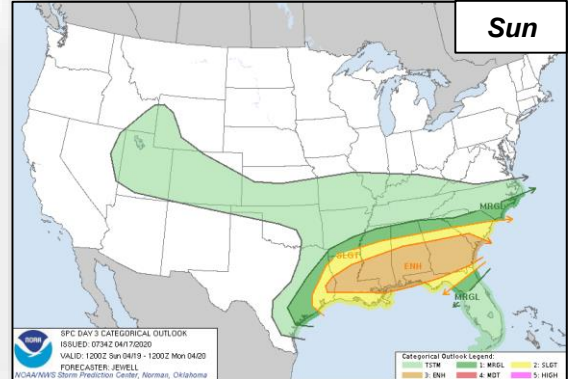 Sun
MRGL
SLGT
ENH
MRGL
NOAA
SPC DAY 3 CATEGORICAL OUTLOOK
ISSUED: 0734Z 04/17/2020
VALID: 1200Z Sun 04/19 - 1200Z Mon 04/20
FORECASTER: JEWELL
NOAA/NWS Storm Prediction Center, Norman, Oklahoma
Categorical Outlook Legend:
TSTM 1: MRGL 2: SLGT
3: ENH 4: MDT 5: HIGH